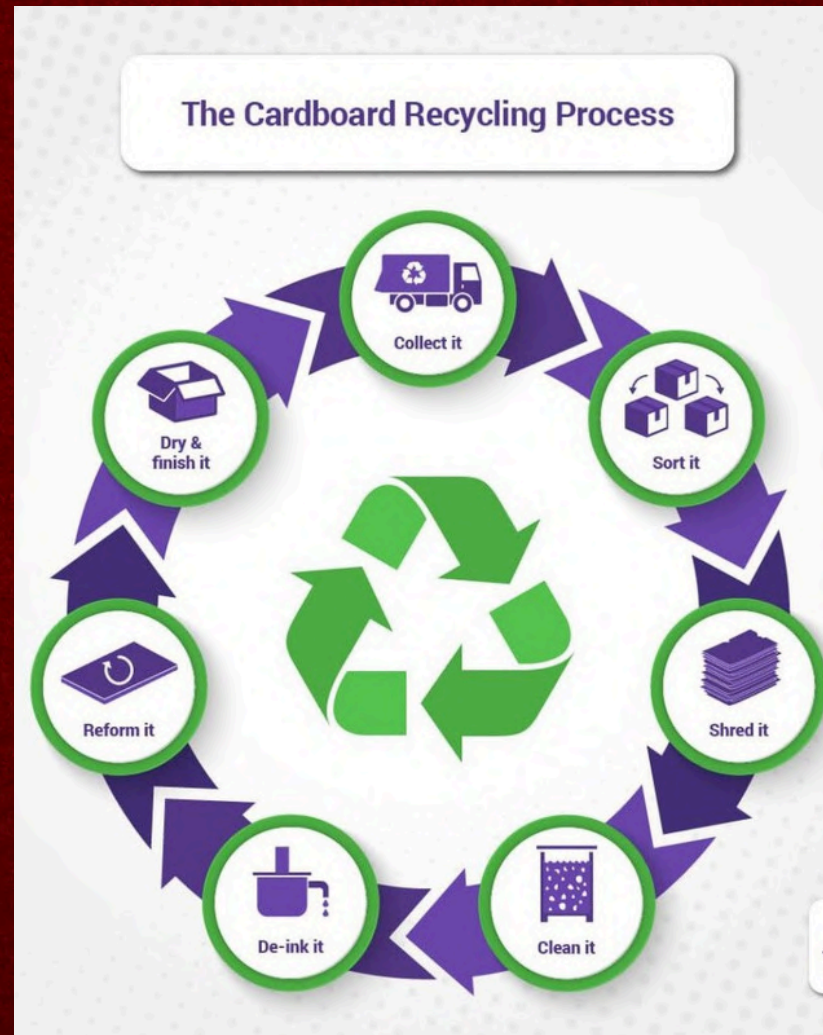 The Cardboard Recycling Process
Collect it
Sort it
Shred it
Clean it
De-ink it
Reform it
Dry &
finish it